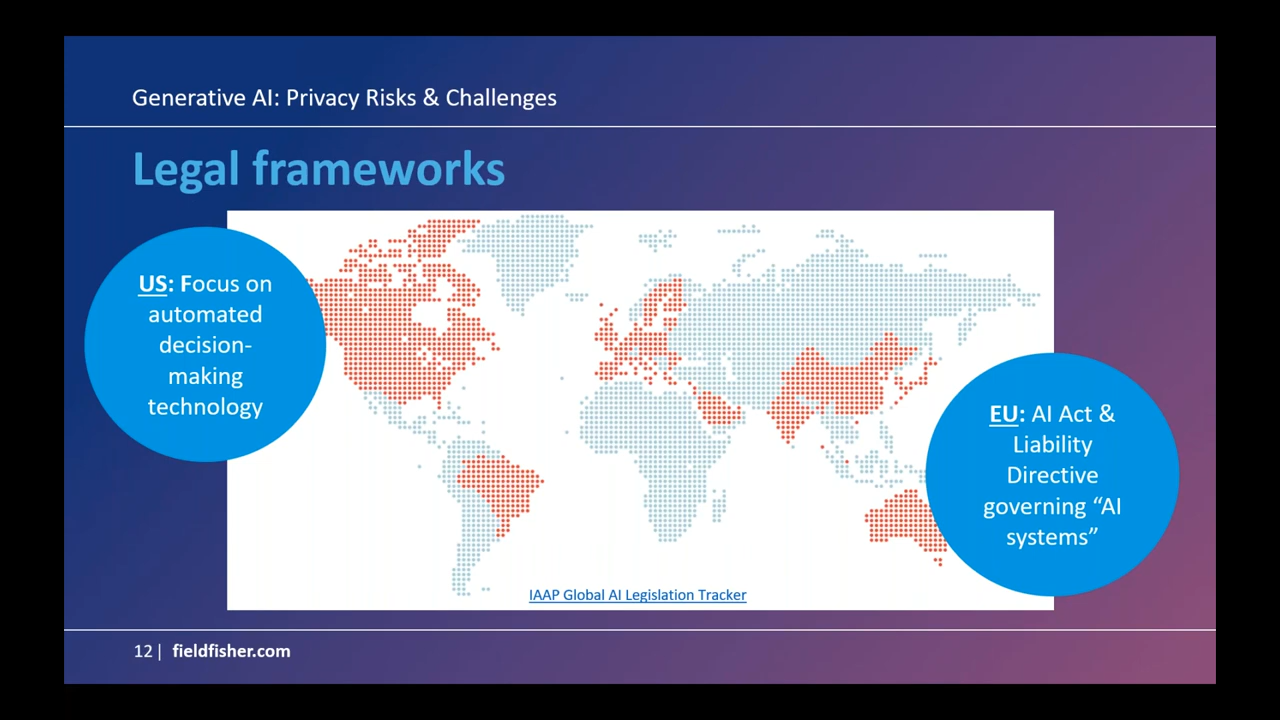 Generative AI: Privacy Risks & Challenges
Legal frameworks
US: Focus on
automated
decision-
making
technology
EU: AI Act &
Liability
Directive
governing “AI
systems”
IAAP Global AI Legislation Tracker
12 | fieldfisher.com